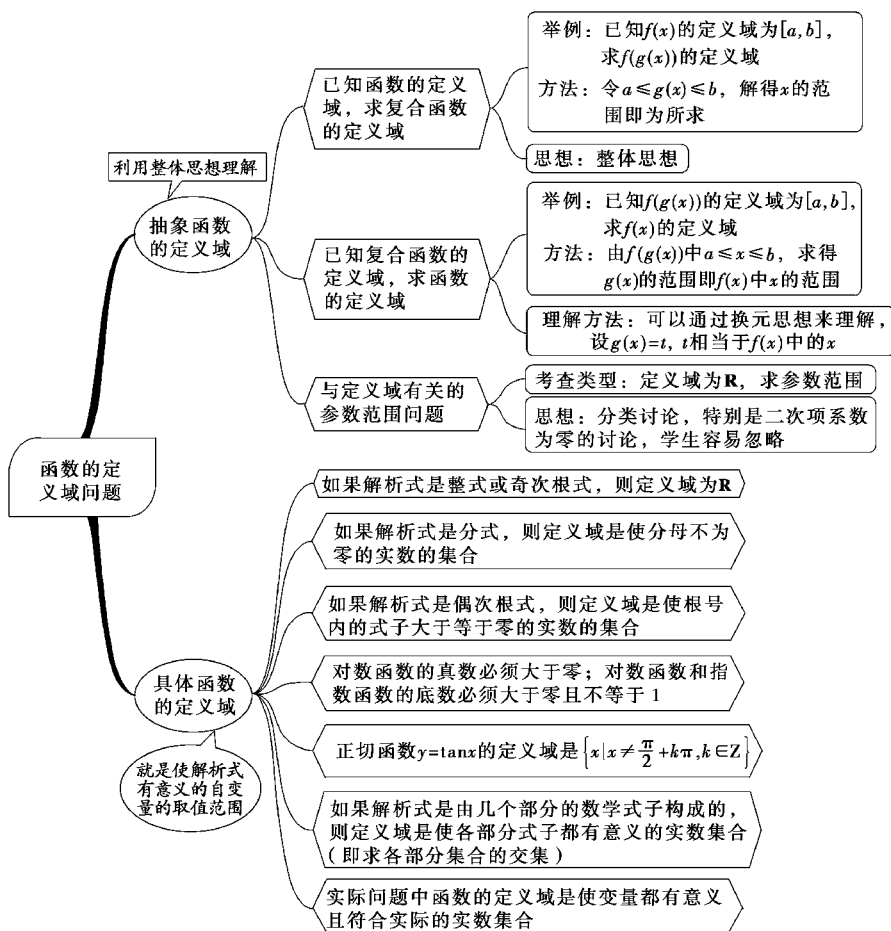 函数的定
义域问题
利用整体思想理解
抽象函数
的定义域
已知函数的定义
域，求复合函数
的定义域
举例：已知f(x)的定义域为[a,b]，
求f(g(x))的定义域
方法：令a≤g(x)≤b，解得x的范
围即为所求
思想：整体思想
已知复合函数的
定义域，求函数
的定义域
举例：已知f(g(x))的定义域为[a,b]，
求f(x)的定义域
方法：由f(g(x))中a≤x≤b，求得
g(x)的范围即f(x)中x的范围
理解方法：可以通过换元思想来理解，
设g(x)=t, t相当于f(x)中的x
与定义域有关的
参数范围问题
考查类型：定义域为R，求参数范围
思想：分类讨论，特别是二次项系数
为零的讨论，学生容易忽略
具体函数
的定义域
就是使解析式
有意义的自变
量的取值范围
如果解析式是整式或奇次根式，则定义域为R
如果解析式是分式，则定义域是使分母不为
零的实数的集合
如果解析式是偶次根式，则定义域是使根号
内的式子大于等于零的实数的集合
对数函数的真数必须大于零；对数函数和指
数函数的底数必须大于零且不等于1
正切函数y=tanx的定义域是{x|x≠π/2+kπ,k∈Z}
如果解析式是由几个部分的数学式子构成的，
则定义域是使各部分式子都有意义的实数集合
(即求各部分集合的交集)
实际问题中函数的定义域是使变量都有意义
且符合实际的实数集合